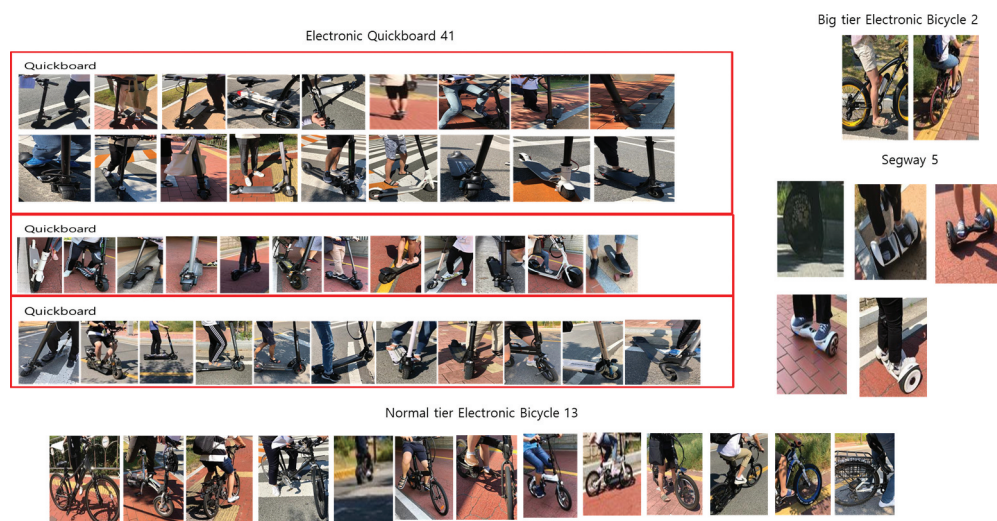 Big tier Electronic Bicycle 2
Electronic Quickboard 41
Quickboard
Segway 5
Quickboard
Quickboard
Normal tier Electronic Bicycle 13